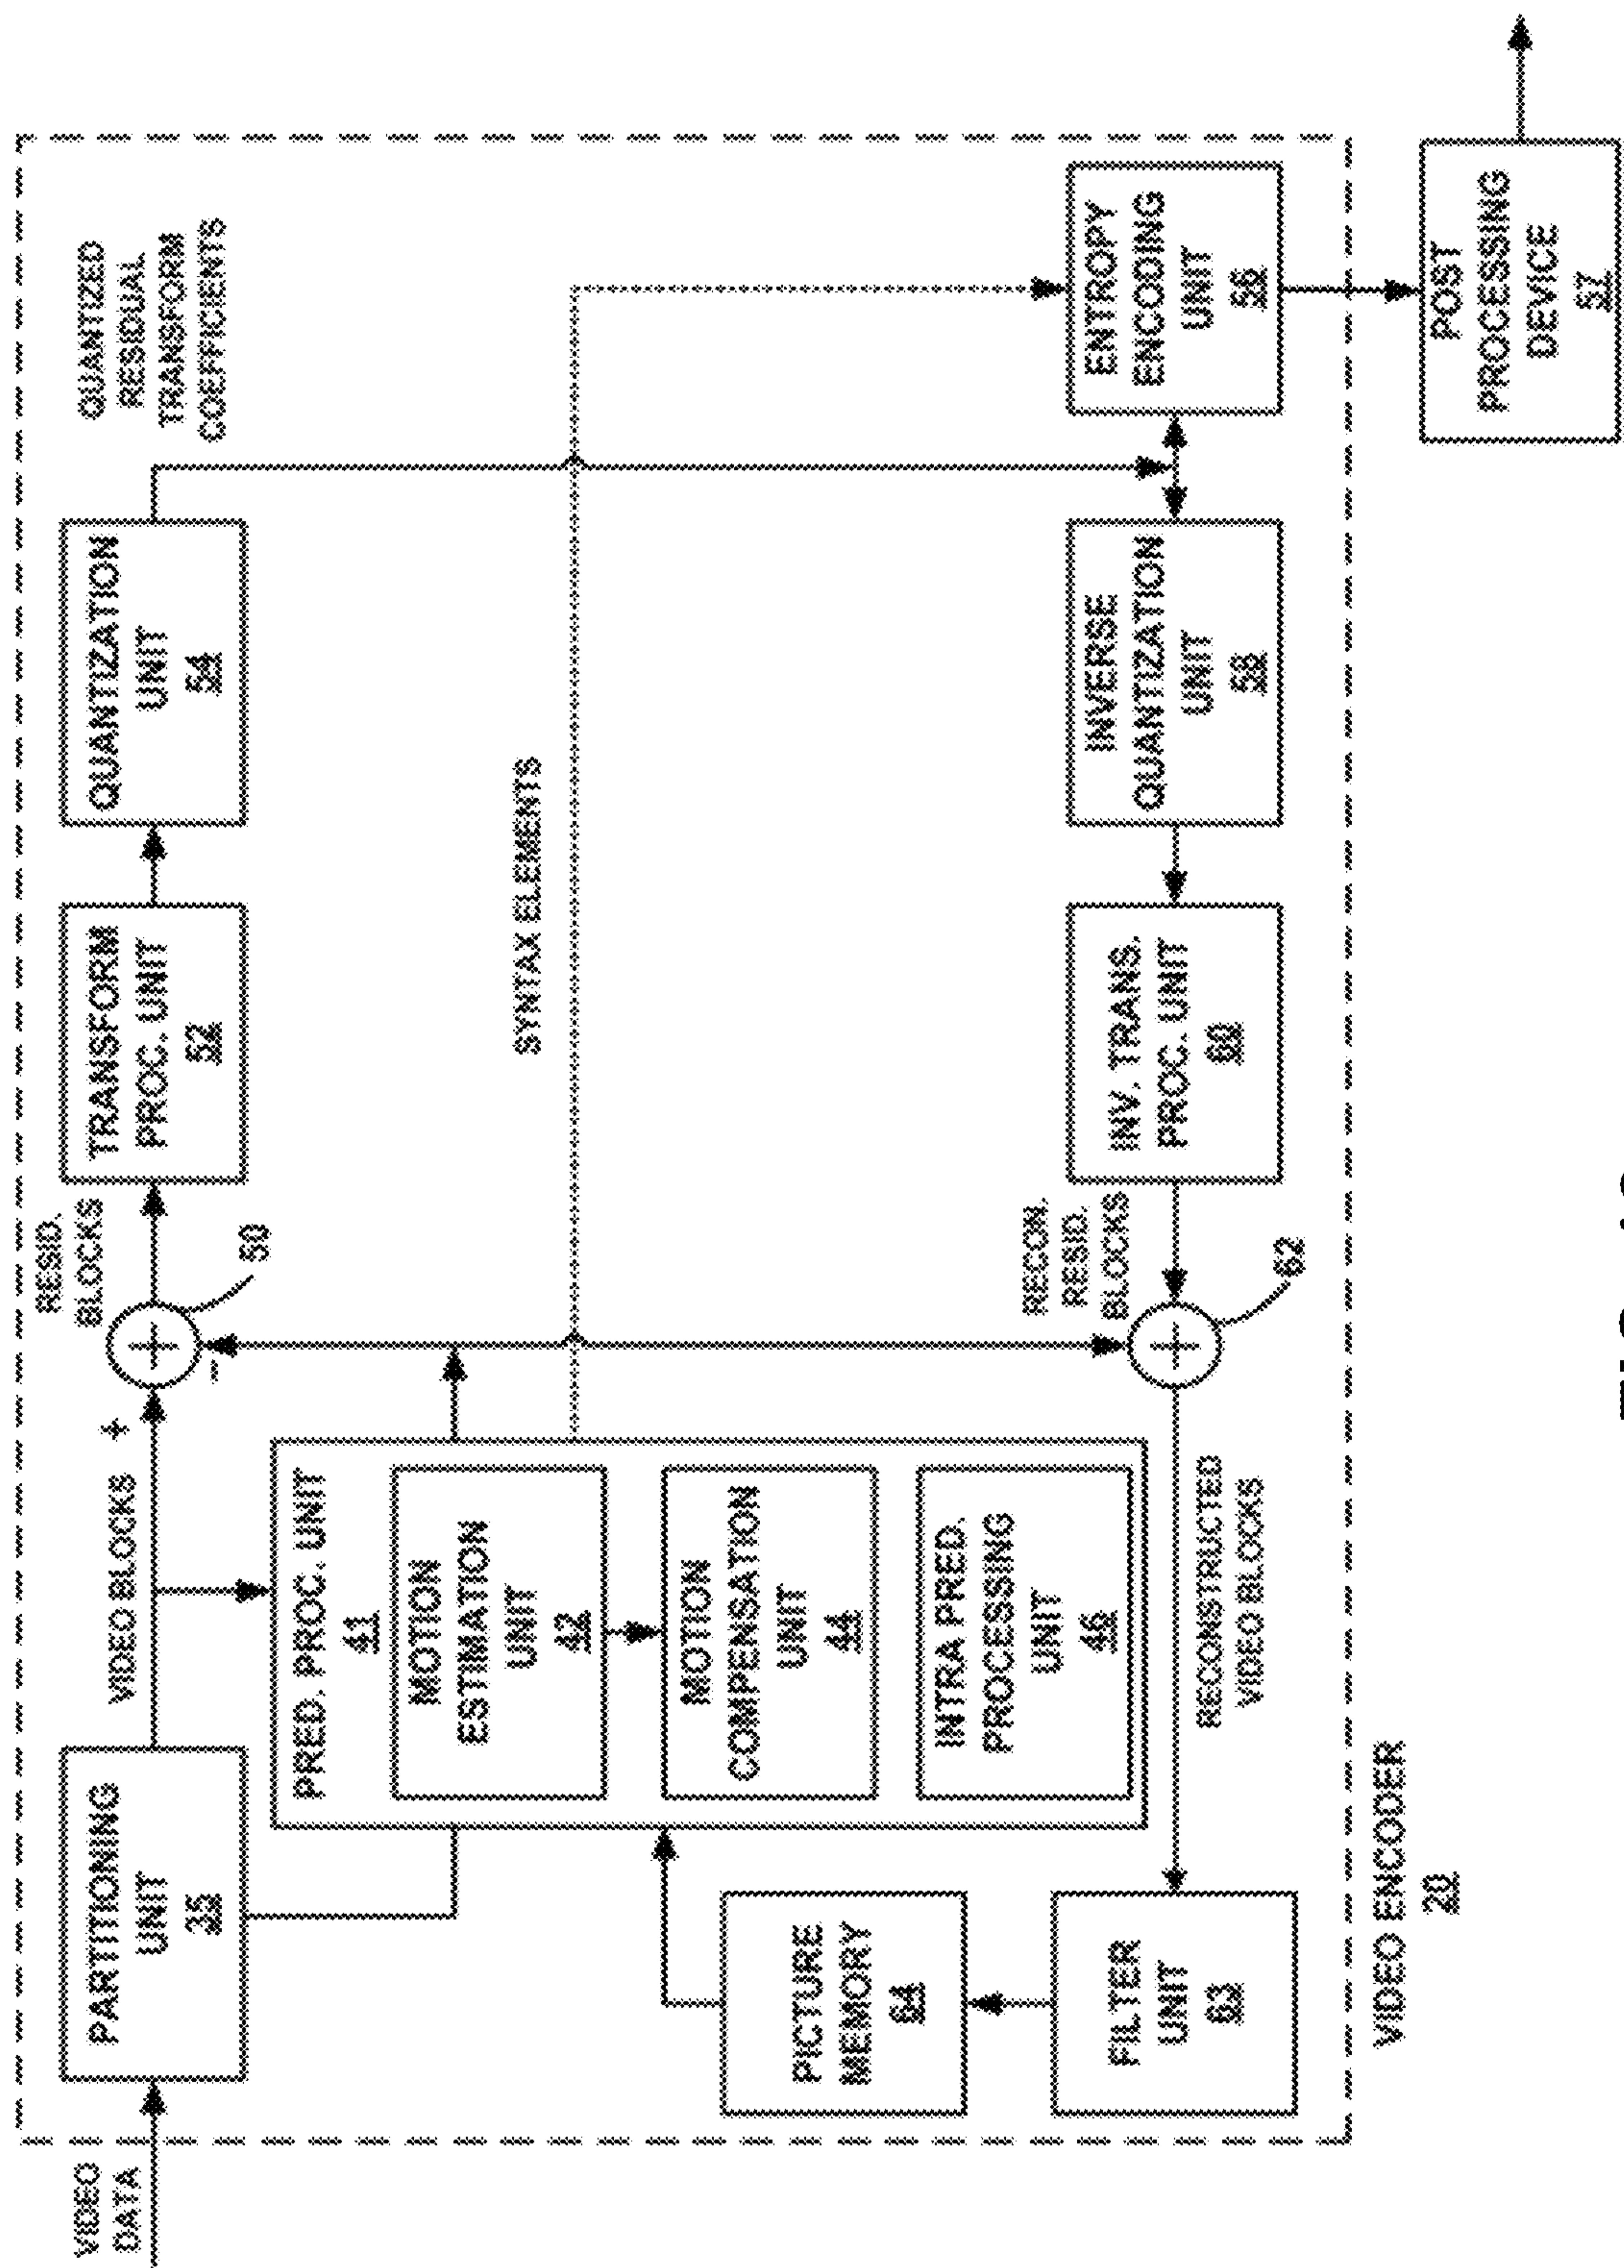 VIDEO
DATA
PARTITIONING
UNIT
35
VIDEO BLOCKS
+
–
RESID.
BLOCKS
50
TRANSFORM
PROC. UNIT
52
QUANTIZATION
UNIT
54
QUANTIZED
RESIDUAL
TRANSFORM
COEFFICIENTS
PRED. PROC. UNIT
41
MOTION
ESTIMATION
UNIT
42
MOTION
COMPENSATION
UNIT
44
INTRA PRED.
PROCESSING
UNIT
46
SYNTAX ELEMENTS
PICTURE
MEMORY
64
FILTER
UNIT
63
RECONSTRUCTED
VIDEO BLOCKS
RECON.
RESID.
BLOCKS
62
INV. TRANS.
PROC. UNIT
60
INVERSE
QUANTIZATION
UNIT
58
ENTROPY
ENCODING
UNIT
56
VIDEO ENCODER
20
POST
PROCESSING
DEVICE
57